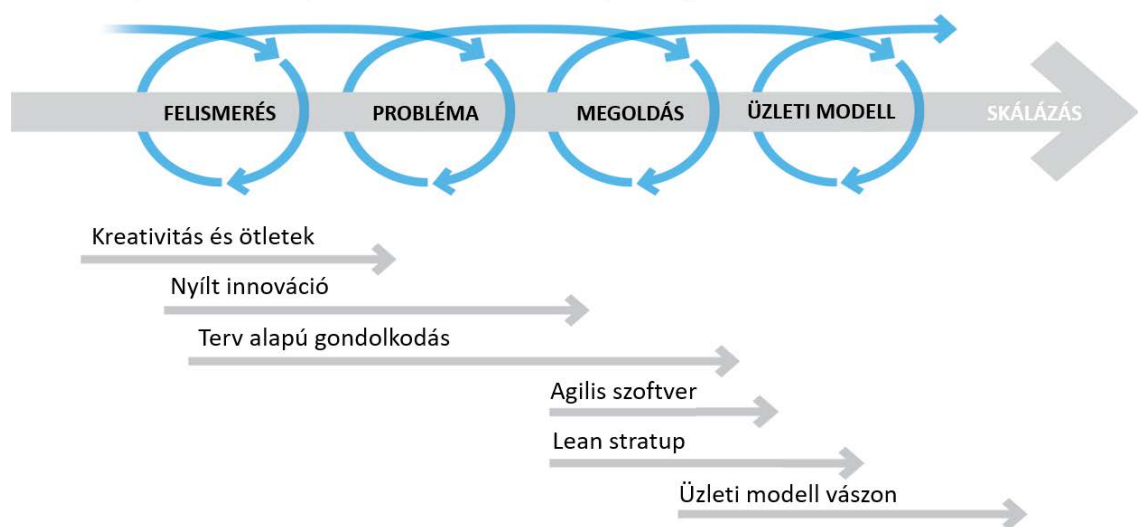 FELISMERÉS
PROBLÉMA
MEGOLDÁS
ÜZLETI MODELL
SKÁLÁZÁS
Kreativitás és ötletek
Nyílt innováció
Terv alapú gondolkodás
Agilis szoftver
Lean stratup
Üzleti modell vászon